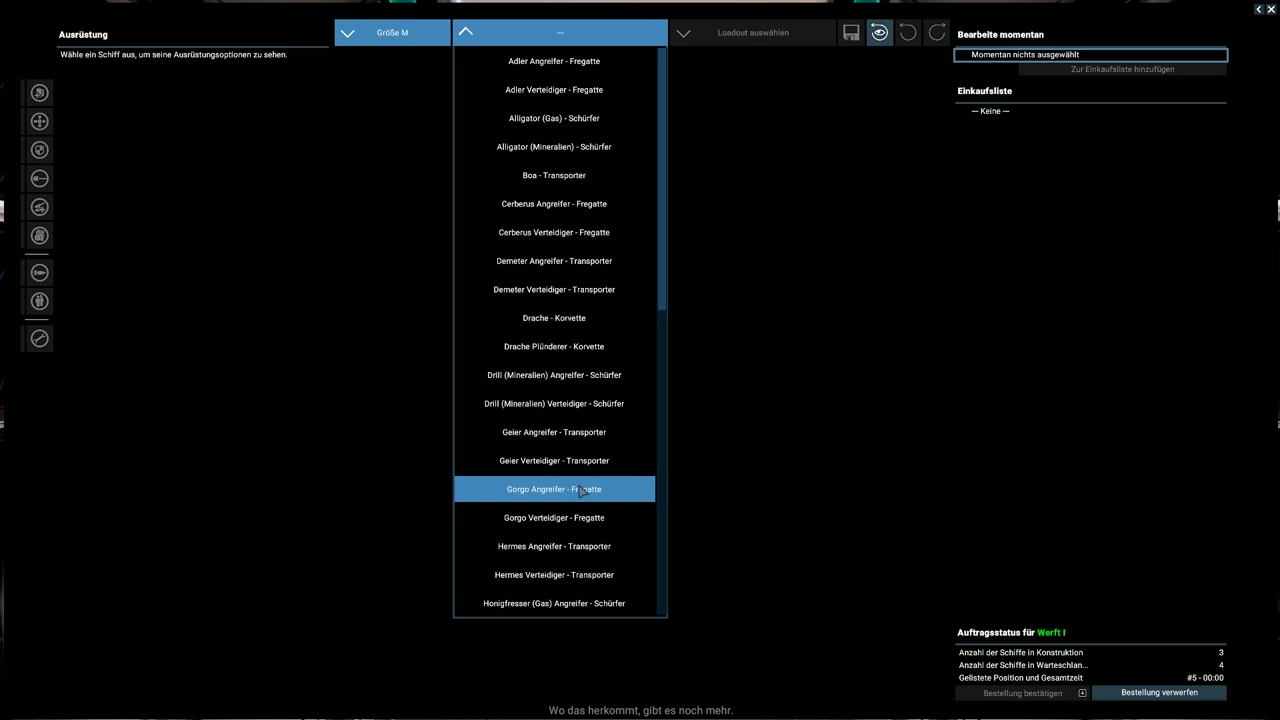 Ausrüstung
Wähle ein Schiff aus, um seine Ausrüstungsoptionen zu sehen.
Größe M
---
Loadout auswählen
Adler Angreifer - Fregatte
Adler Verteidiger - Fregatte
Alligator (Gas) - Schürfer
Alligator (Mineralien) - Schürfer
Boa - Transporter
Cerberus Angreifer - Fregatte
Cerberus Verteidiger - Fregatte
Demeter Angreifer - Transporter
Demeter Verteidiger - Transporter
Drache - Korvette
Drache Plünderer - Korvette
Drill (Mineralien) Angreifer - Schürfer
Drill (Mineralien) Verteidiger - Schürfer
Geier Angreifer - Transporter
Geier Verteidiger - Transporter
Gorgo Angreifer - Fregatte
Gorgo Verteidiger - Fregatte
Hermes Angreifer - Transporter
Hermes Verteidiger - Transporter
Honigfresser (Gas) Angreifer - Schürfer
Bearbeite momentan
Momentan nichts ausgewählt
Zur Einkaufsliste hinzufügen
Einkaufsliste
— Keine —
Auftragsstatus für Werft I
Anzahl der Schiffe in Konstruktion 3
Anzahl der Schiffe in Warteschlan... 4
Gelistete Position und Gesamtzeit #5 - 00:00
Bestellung bestätigen
Bestellung verwerfen
Wo das herkommt, gibt es noch mehr.